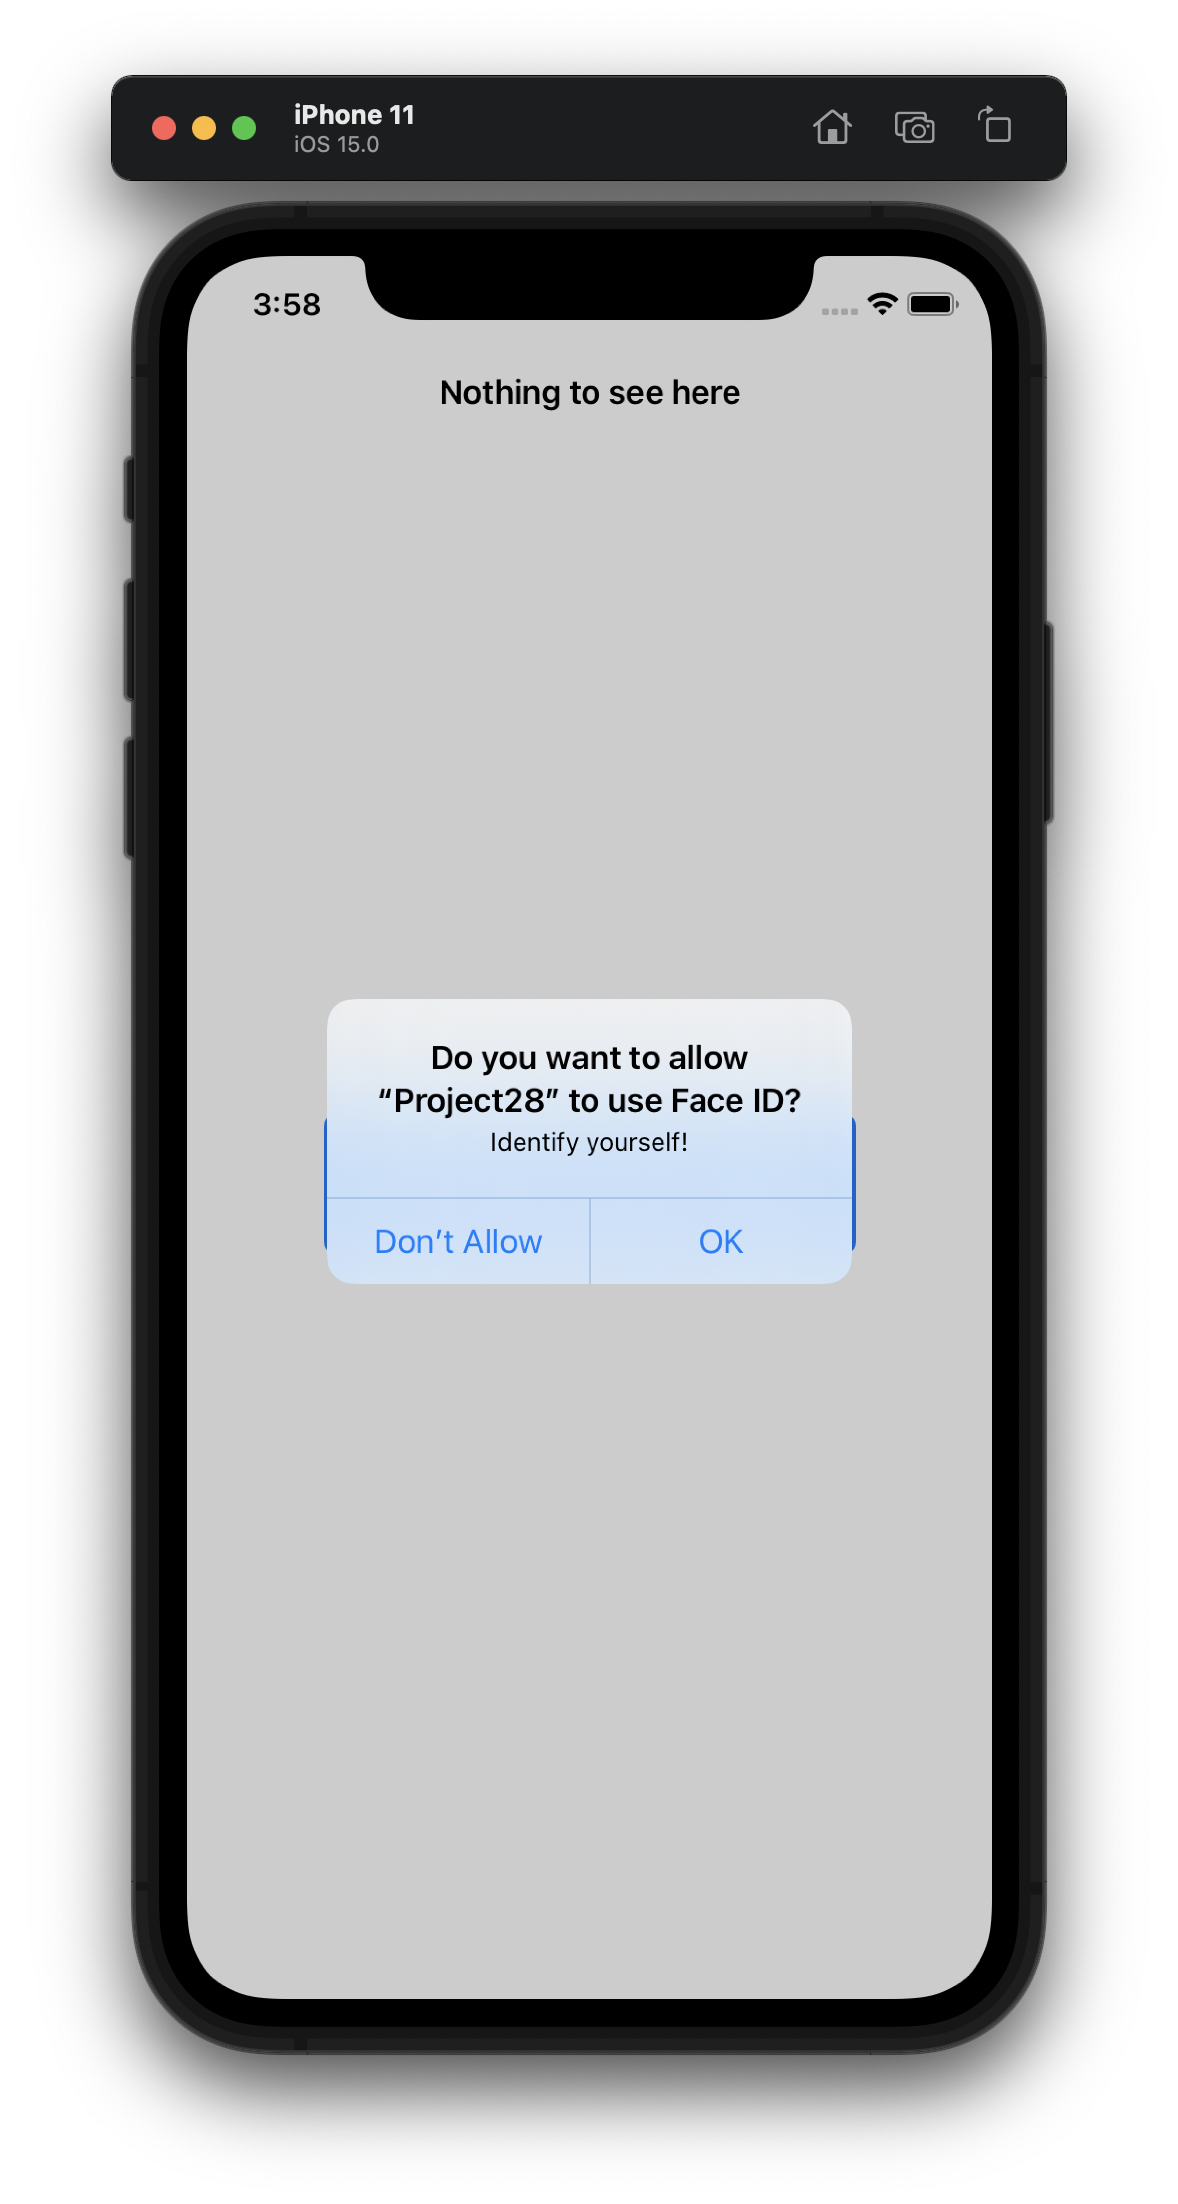 iPhone 11
iOS 15.0
3:58
Nothing to see here
Do you want to allow
“Project28” to use Face ID?
Identify yourself!
Don’t Allow
OK